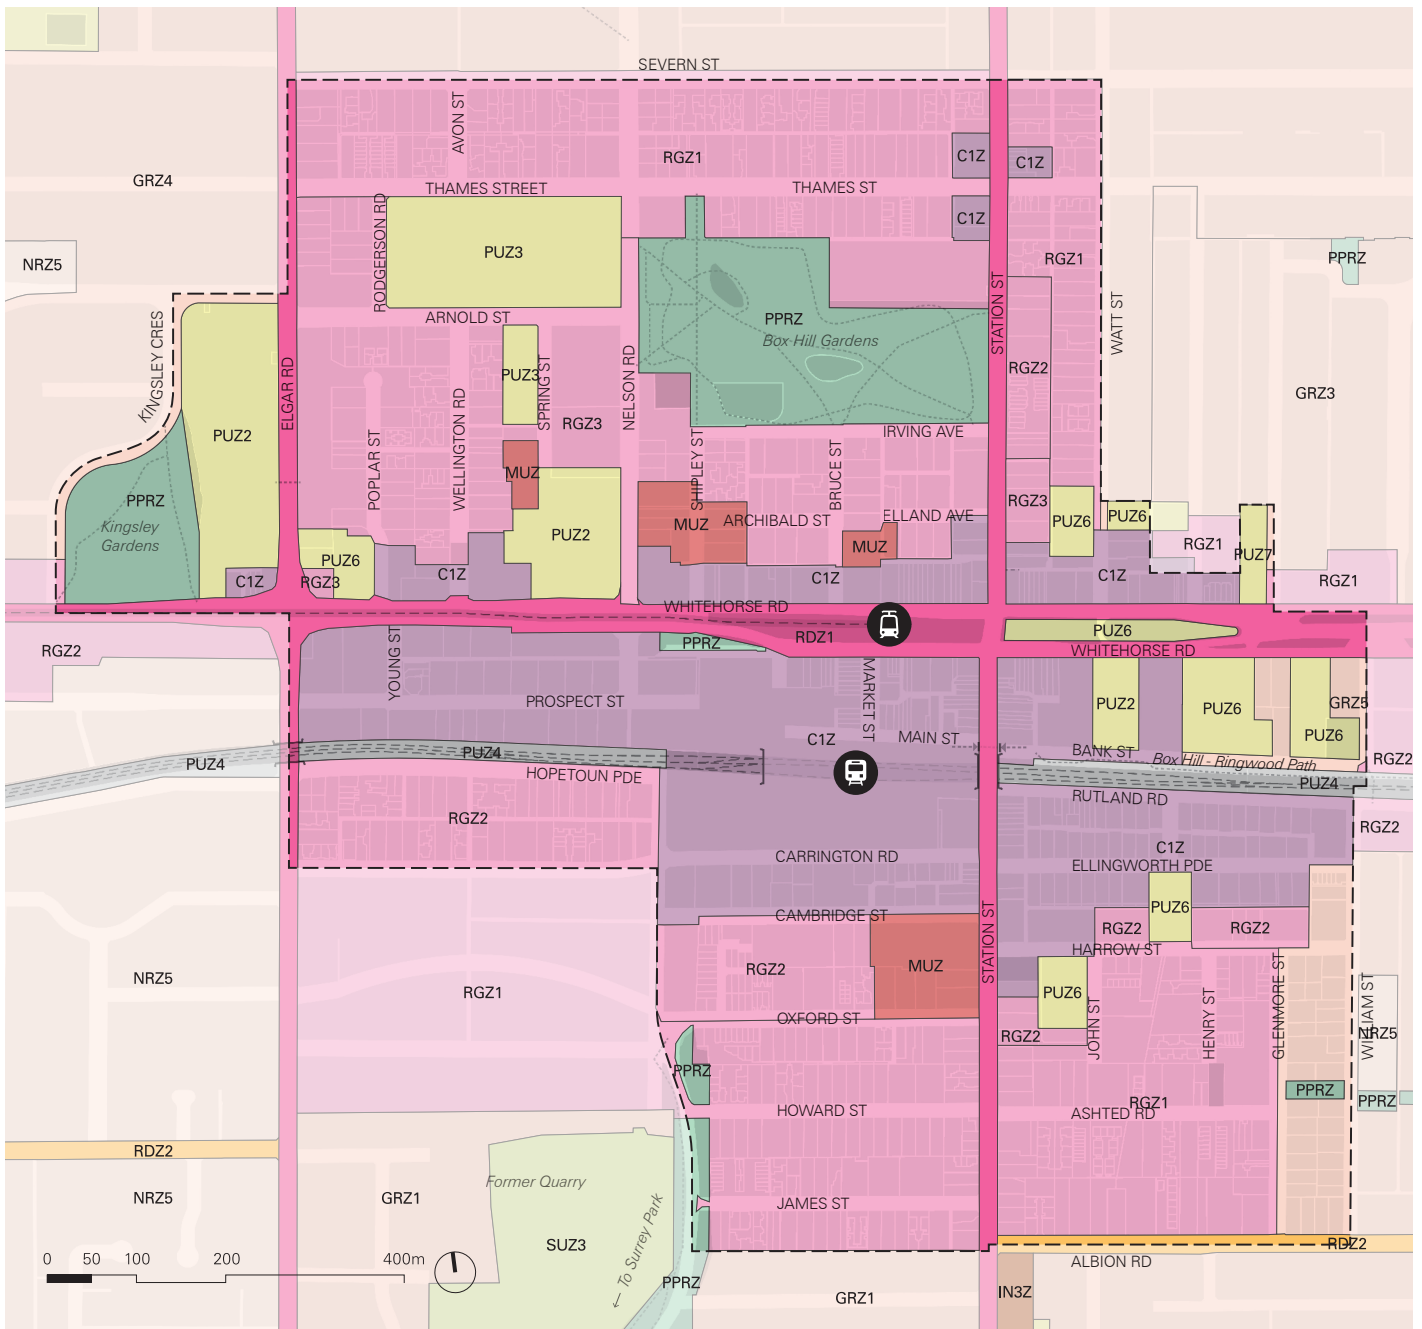 SEVERN ST
AVON ST
RGZ1
C1Z
C1Z
GRZ4
THAMES STREET
THAMES ST
RODGERSON RD
C1Z
NRZ5
PUZ3
RGZ1
PPRZ
ARNOLD ST
PPRZ
Box Hill Gardens
STATION ST
WATT ST
KINGSLEY CRES
ELGAR RD
PUZ3
SPRING ST
NELSON RD
RGZ2
GRZ3
WELLINGTON RD
POPLAR ST
RGZ3
IRVING AVE
PUZ2
MUZ
SHIPLEY ST
BRUCE ST
PPRZ
Kingsley
Gardens
RGZ3
MUZ
ARCHIBALD ST
ELLAND AVE
PUZ6
PUZ6
PUZ2
MUZ
RGZ1
PUZ7
PUZ6
C1Z
RGZ3
C1Z
C1Z
C1Z
RGZ1
WHITEHORSE RD
RDZ1
PUZ6
PPRZ
WHITEHORSE RD
RGZ2
YOUNG ST
PROSPECT ST
MARKET ST
PUZ2
PUZ6
GRZ5
PUZ6
C1Z
MAIN ST
BANK ST
Box Hill - Ringwood Path
RGZ2
PUZ4
PUZ4
HOPETOUN PDE
PUZ4
RUTLAND RD
RGZ2
RGZ2
C1Z
CARRINGTON RD
ELLINGWORTH PDE
CAMBRIDGE ST
PUZ6
RGZ2
RGZ2
STATION ST
HARROW ST
NRZ5
RGZ1
RGZ2
MUZ
PUZ6
JOHN ST
HENRY ST
GLENMORE ST
WILLIAM ST
NRZ5
OXFORD ST
RGZ2
PPRZ
PPRZ
PPRZ
RGZ1
HOWARD ST
ASHTED RD
RDZ2
NRZ5
GRZ1
Former Quarry
JAMES ST
SUZ3
← To Surrey Park
RDZ2
ALBION RD
0 50 100 200 400m
PPRZ
GRZ1
IN3Z